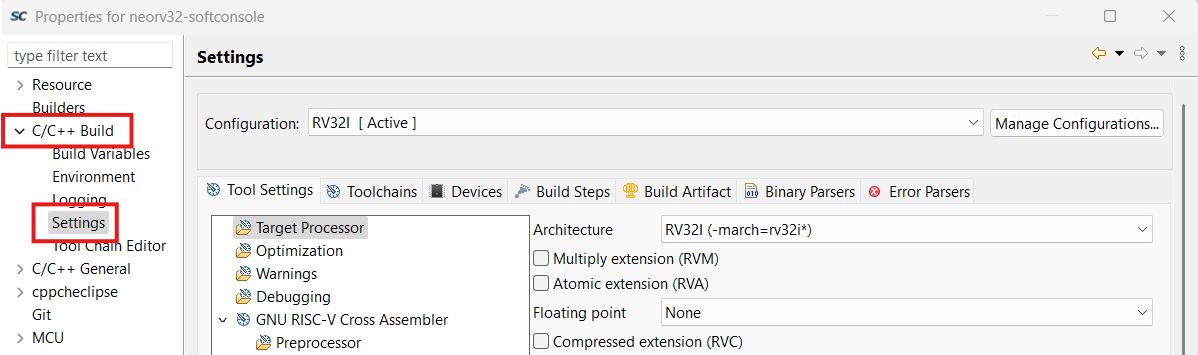 SC Properties for neorv32-softconsole
type filter text
Resource
Builders
C/C++ Build
Build Variables
Environment
Logging
Settings
Tool Chain Editor
C/C++ General
cppcheclipse
Git
MCU
Settings
Configuration: RV32I [ Active ] Manage Configurations...
Tool Settings Toolchains Devices Build Steps Build Artifact Binary Parsers Error Parsers
Target Processor
Optimization
Warnings
Debugging
GNU RISC-V Cross Assembler
Preprocessor
Architecture RV32I (-march=rv32i*)
Multiply extension (RVM)
Atomic extension (RVA)
Floating point None
Compressed extension (RVC)